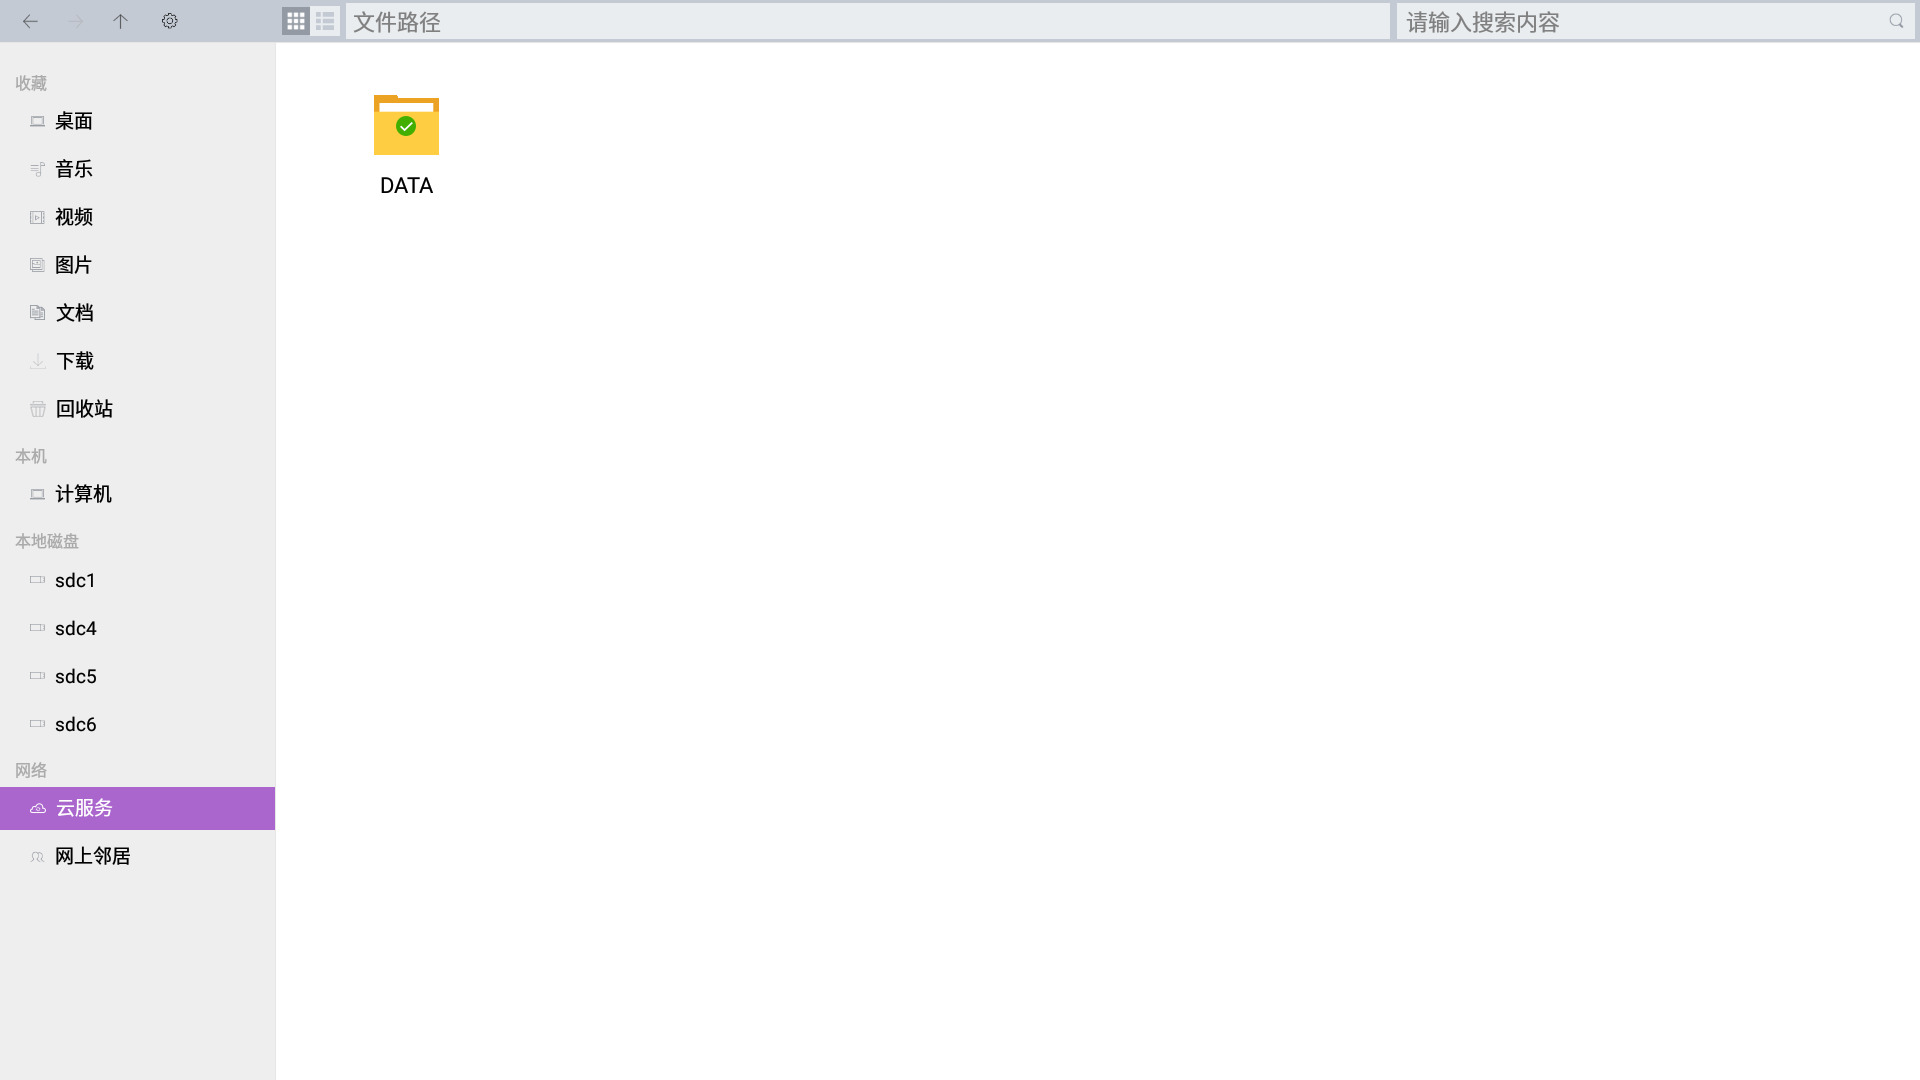 文件路径
请输入搜索内容
收藏
桌面
音乐
视频
图片
文档
下载
回收站
本机
计算机
本地磁盘
sdc1
sdc4
sdc5
sdc6
网络
云服务
网上邻居
DATA